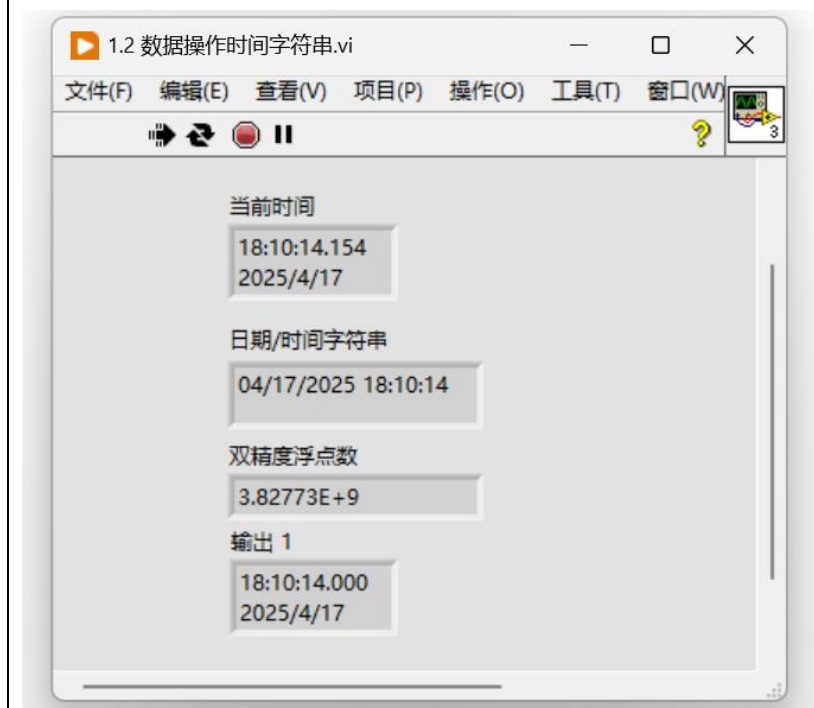 1.2 数据操作时间字符串.vi
文件(F) 编辑(E) 查看(V) 项目(P) 操作(O) 工具(T) 窗口(W)
3
当前时间
18:10:14.154
2025/4/17
日期/时间字符串
04/17/2025 18:10:14
双精度浮点数
3.82773E+9
输出 1
18:10:14.000
2025/4/17